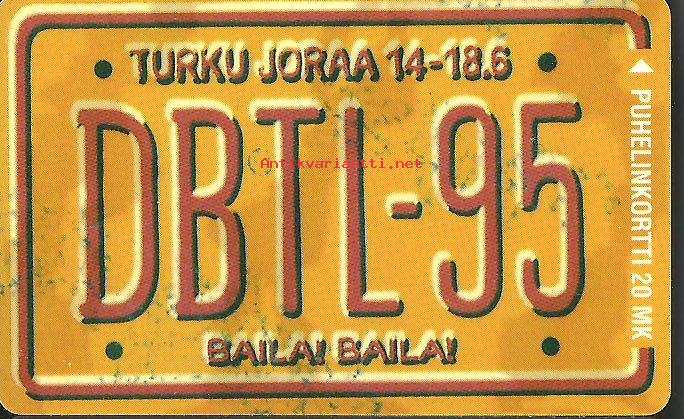 TURKU JORAA 14-18.6
DBTL-95
BAILA! BAILA!
PUHELINKORTTI 20 MK
Antikvariaatti.net